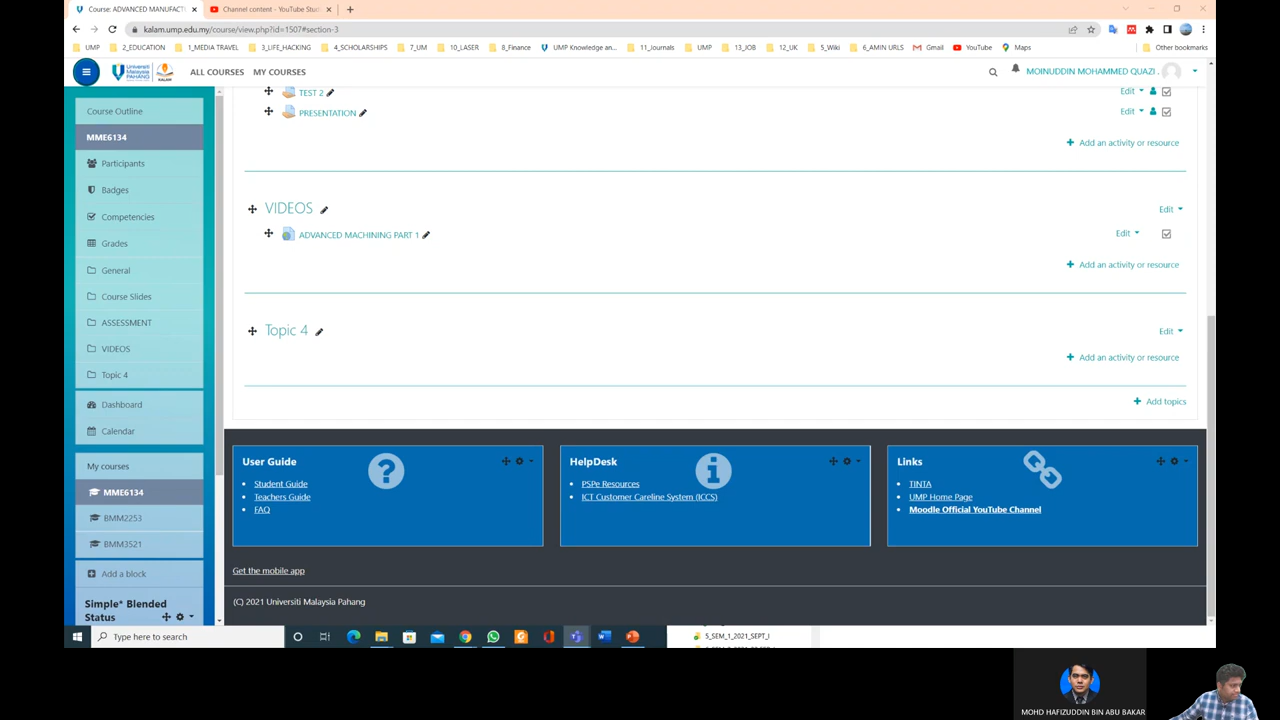 Course: ADVANCED MANUFACT
Channel content - YouTube Stu
kalam.ump.edu.my/course/view.php?id=1507#section-3
UMP 2_EDUCATION 1_MEDIA TRAVEL 3_LIFE_HACKING 4_SCHOLARSHIPS 7_UM 10_LASER 8_Finance UMP Knowledge an... 11_Journals UMP 13_JOB 12_UK 5_Wiki 6_AMIN URLS Gmail YouTube Maps Other bookmarks
Universiti Malaysia PAHANG KALAM ALL COURSES MY COURSES MOINUDDIN MOHAMMED QUAZI .
Course Outline
MME6134
Participants
Badges
Competencies
Grades
General
Course Slides
ASSESSMENT
VIDEOS
Topic 4
Dashboard
Calendar
My courses
MME6134
BMM2253
BMM3521
Add a block
Simple* Blended
Status
TEST 2 Edit
PRESENTATION Edit
Add an activity or resource
VIDEOS Edit
ADVANCED MACHINING PART 1 Edit
Add an activity or resource
Topic 4 Edit
Add an activity or resource
Add topics
User Guide
Student Guide
Teachers Guide
FAQ
HelpDesk
PSPe Resources
ICT Customer Careline System (ICCS)
Links
TINTA
UMP Home Page
Moodle Official YouTube Channel
Get the mobile app
(C) 2021 Universiti Malaysia Pahang
Type here to search
5_SEM_1_2021_SEPT_I
MOHD HAFIZUDDIN BIN ABU BAKAR